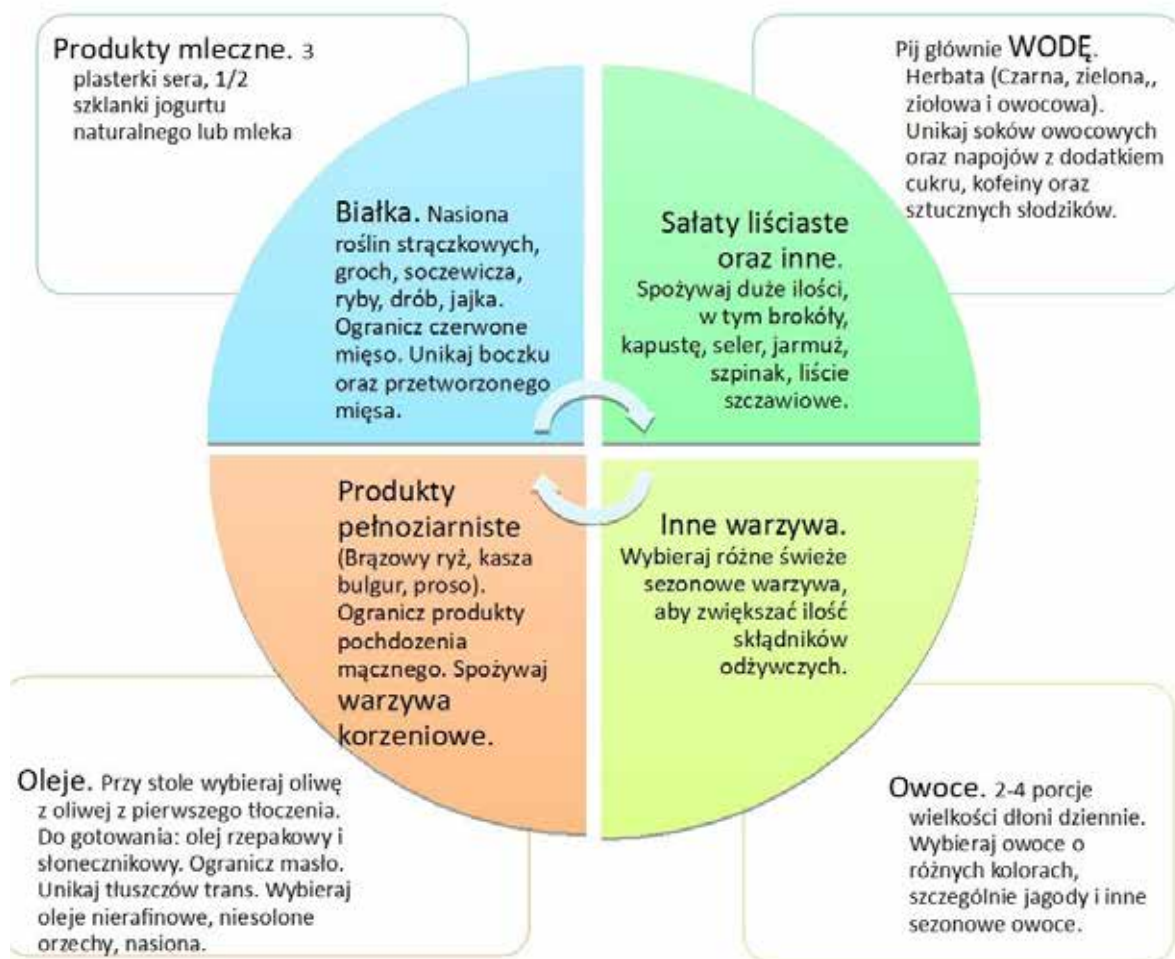 Produkty mleczne. 3
plasterki sera, 1/2
szklanki jogurtu
naturalnego lub mleka
Pij głównie WODĘ.
Herbata (Czarna, zielona,,
ziołowa i owocowa).
Unikaj soków owocowych
oraz napojów z dodatkiem
cukru, kofeiny oraz
sztucznych słodzików.
Białka. Nasiona
roślin strączkowych,
groch, soczewicza,
ryby, drób, jajka.
Ogranicz czerwone
mięso. Unikaj boczku
oraz przetworzonego
mięsa.
Sałaty liściaste
oraz inne.
Spożywaj duże ilości,
w tym brokóły,
kapustę, seler, jarmuż,
szpinak, liście
szczawiowe.
Produkty
pełnoziarniste
(Brązowy ryż, kasza
bulgur, proso).
Ogranicz produkty
pochdozenia
mącznego. Spożywaj
warzywa
korzeniowe.
Inne warzywa.
Wybieraj różne świeże
sezonowe warzywa,
aby zwiększać ilość
skłądników
odżywczych.
Oleje. Przy stole wybieraj oliwę
z oliwej z pierwszego tłoczenia.
Do gotowania: olej rzepakowy i
słonecznikowy. Ogranicz masło.
Unikaj tłuszczów trans. Wybieraj
oleje nierafinowe, niesolone
orzechy, nasiona.
Owoce. 2-4 porcje
wielkości dłoni dziennie.
Wybieraj owoce o
różnych kolorach,
szczególnie jagody i inne
sezonowe owoce.